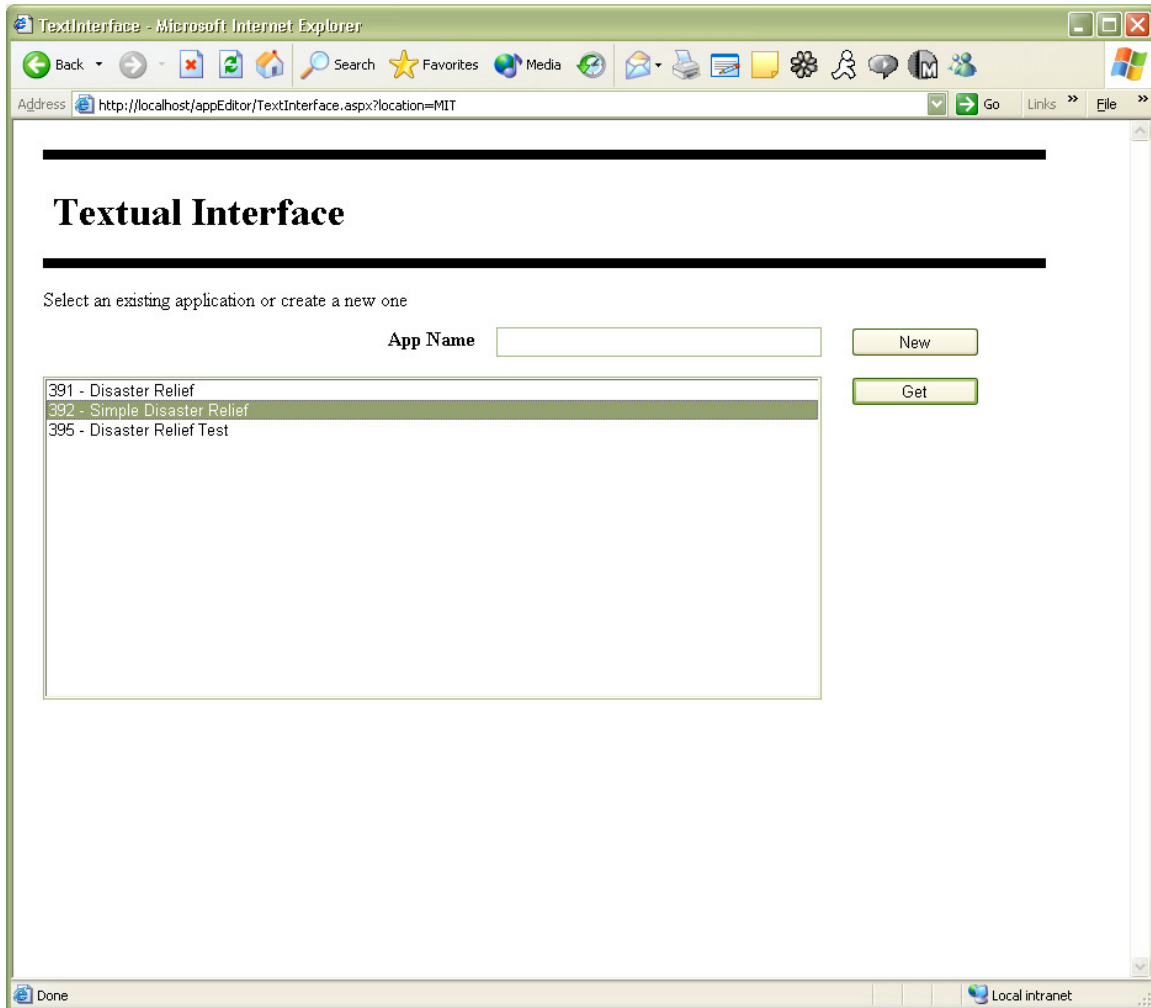 TextInterface - Microsoft Internet Explorer
Back Search Favorites Media
Address http://localhost/appEditor/TextInterface.aspx?location=MIT Go Links » File »
Textual Interface
Select an existing application or create a new one
App Name New
391 - Disaster Relief Get
392 - Simple Disaster Relief
395 - Disaster Relief Test
Done Local intranet